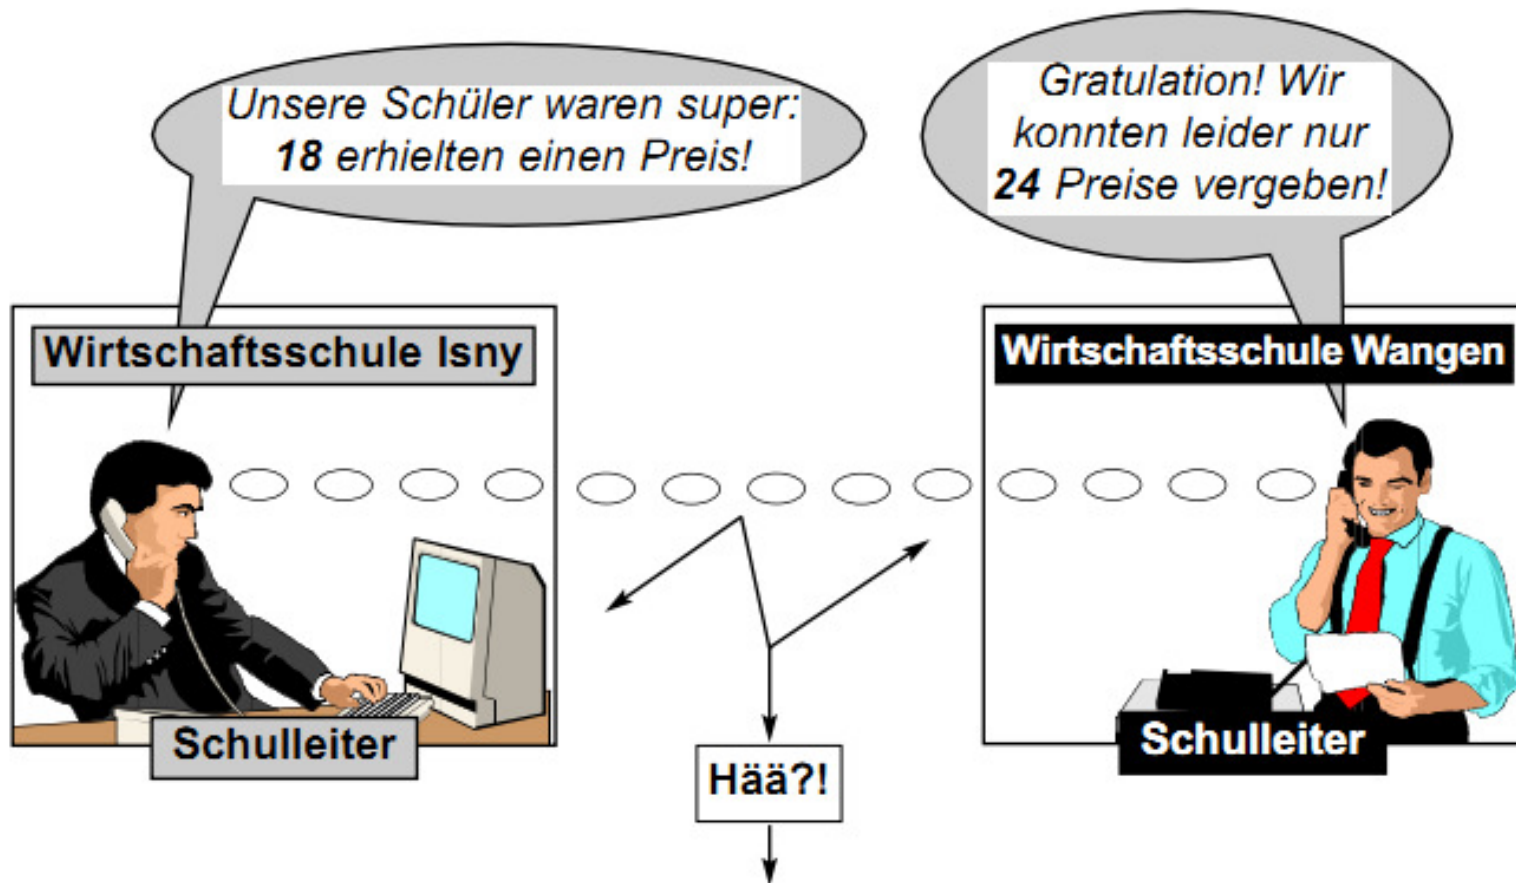 Unsere Schüler waren super:
18 erhielten einen Preis!
Gratulation! Wir
konnten leider nur
24 Preise vergeben!
Wirtschaftsschule Isny
Wirtschaftsschule Wangen
Schulleiter
Schulleiter
Hää?!